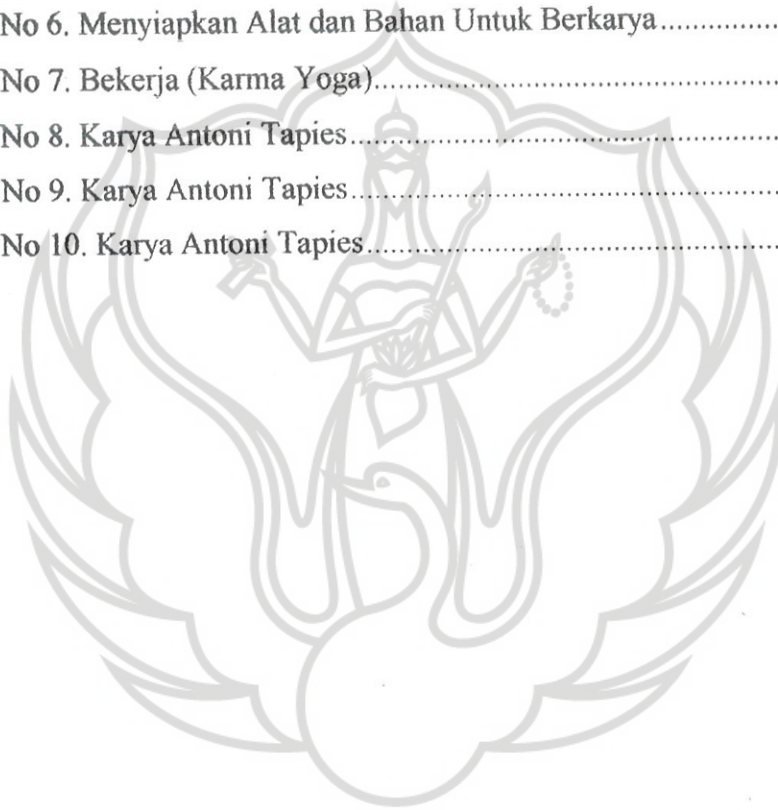 No 6. Menyiapkan Alat dan Bahan Untuk Berkarya................
No 7. Bekerja (Karma Yoga)......................................................
No 8. Karya Antoni Tapies.........................................................
No 9. Karya Antoni Tapies.........................................................
No 10. Karya Antoni Tapies.......................................................